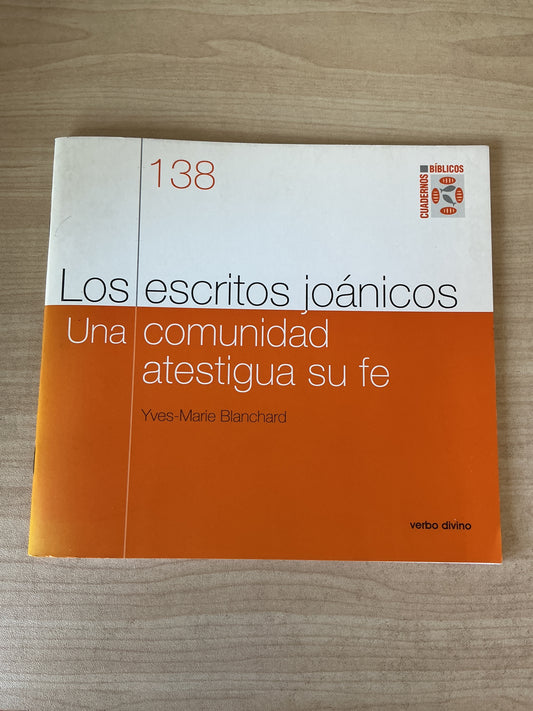 138
CUADERNOS
BÍBLICOS
Los escritos joánicos
Una comunidad
atestigua su fe
Yves-Marie Blanchard
verbo divino